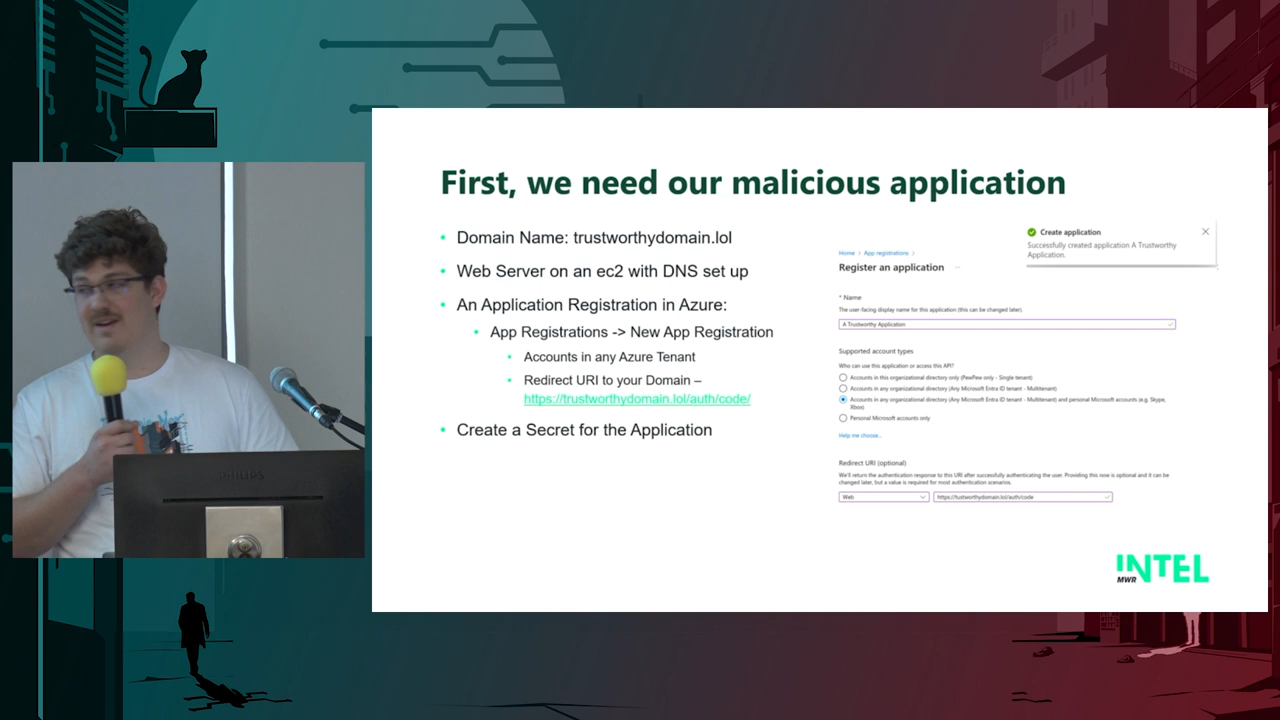 First, we need our malicious application
Domain Name: trustworthydomain.lol
Web Server on an ec2 with DNS set up
An Application Registration in Azure:
App Registrations -> New App Registration
Accounts in any Azure Tenant
Redirect URI to your Domain –
https://trustworthydomain.lol/auth/code/
Create a Secret for the Application
Create application
Successfully created application A Trustworthy
Application.
Home > App registrations >
Register an application ...
* Name
The user-facing display name for this application (this can be changed later).
A Trustworthy Application
Supported account types
Who can use this application or access this API?
Accounts in this organizational directory only (PewPew only - Single tenant)
Accounts in any organizational directory (Any Microsoft Entra ID tenant - Multitenant)
Accounts in any organizational directory (Any Microsoft Entra ID tenant - Multitenant) and personal Microsoft accounts (e.g. Skype,
Xbox)
Personal Microsoft accounts only
Help me choose...
Redirect URI (optional)
We'll return the authentication response to this URI after successfully authenticating the user. Providing this now is optional and it can be
changed later, but a value is required for most authentication scenarios.
Web
https://tustworthydomain.lol/auth/code
INTEL
MWR
PHILIPS